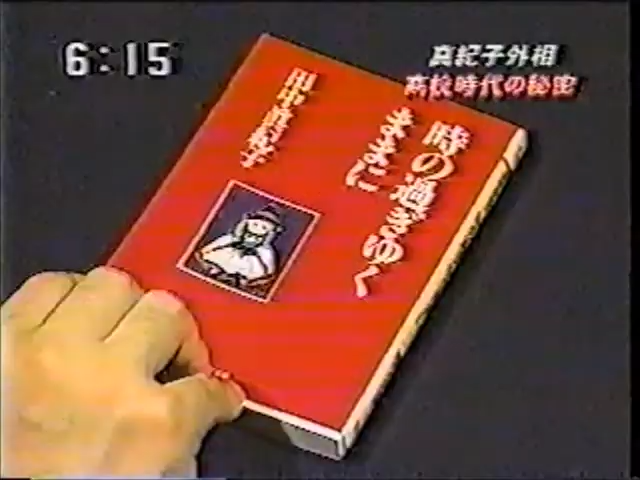 6:15
真紀子外相
高校時代の秘密
時の過ぎゆく
ままに
田中真紀子